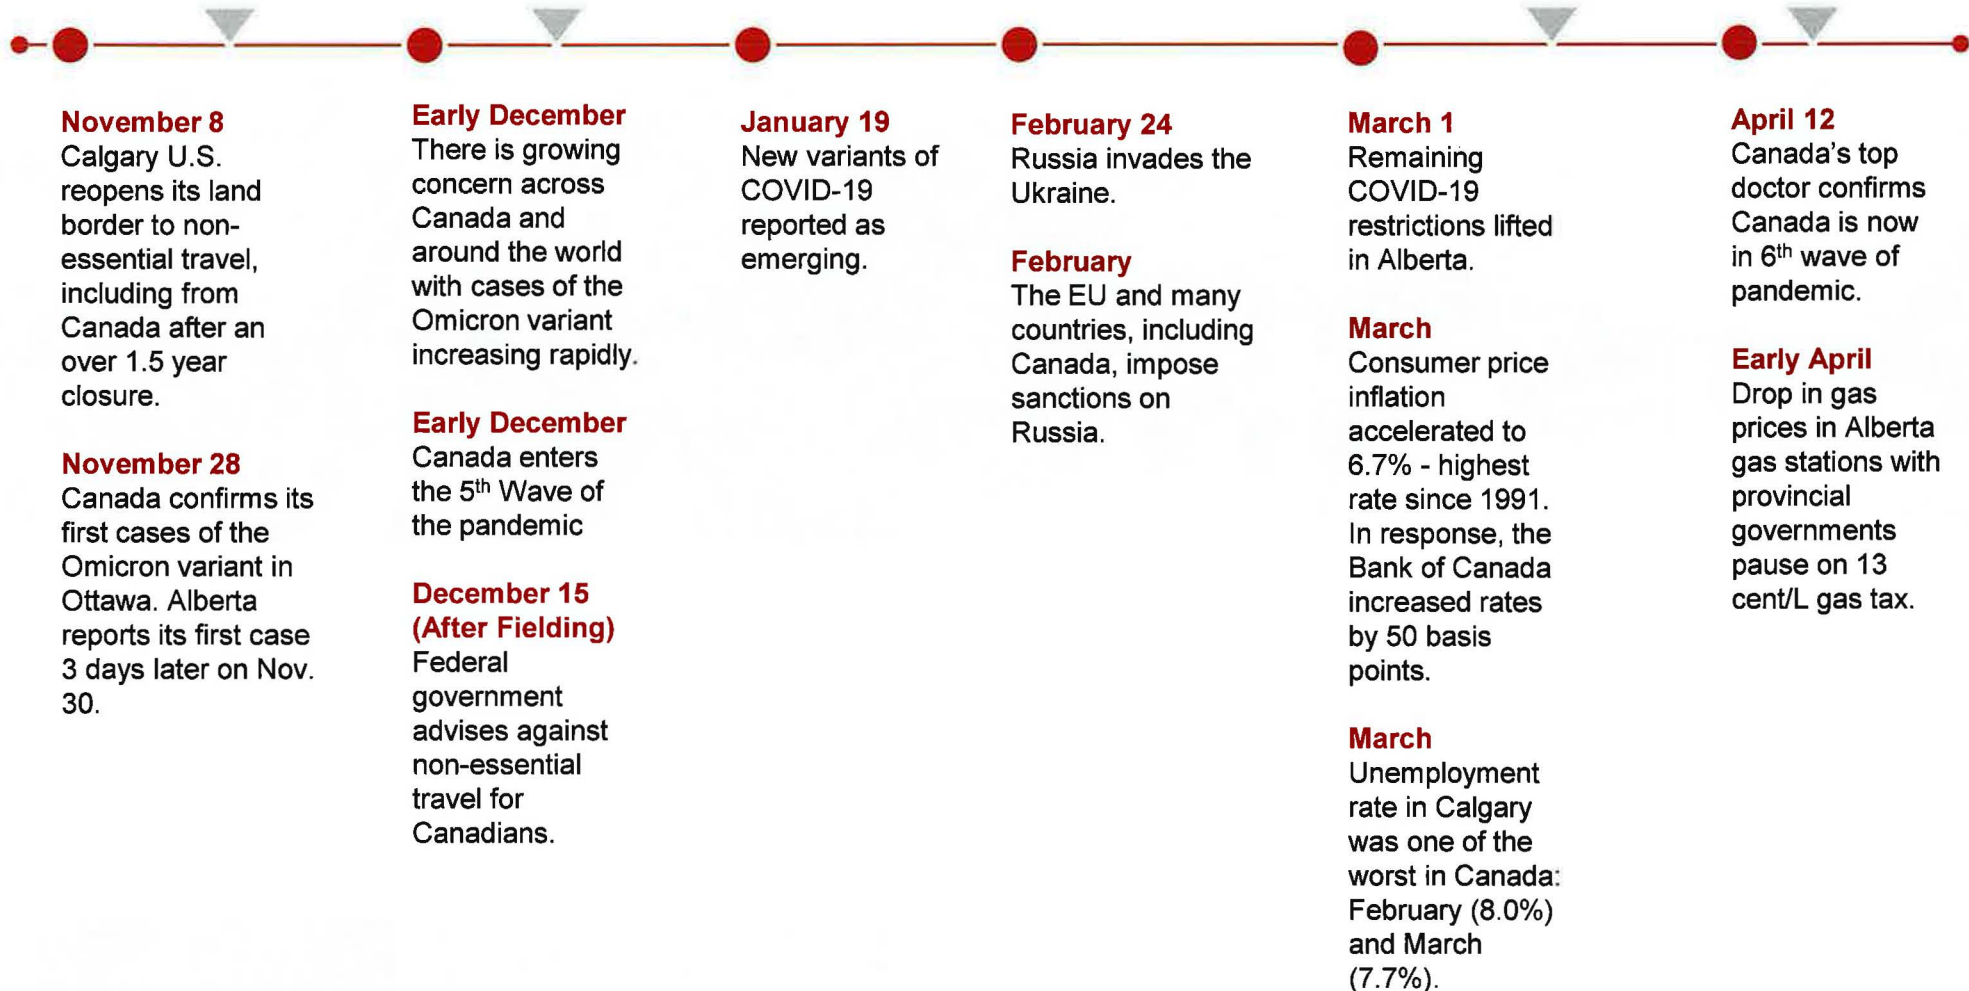 November 8
Calgary U.S.
reopens its land
border to non-
essential travel,
including from
Canada after an
over 1.5 year
closure.
November 28
Canada confirms its
first cases of the
Omicron variant in
Ottawa. Alberta
reports its first case
3 days later on Nov.
30.
Early December
There is growing
concern across
Canada and
around the world
with cases of the
Omicron variant
increasing rapidly.
Early December
Canada enters
the 5th Wave of
the pandemic
December 15
(After Fielding)
Federal
government
advises against
non-essential
travel for
Canadians.
January 19
New variants of
COVID-19
reported as
emerging.
February 24
Russia invades the
Ukraine.
February
The EU and many
countries, including
Canada, impose
sanctions on
Russia.
March 1
Remaining
COVID-19
restrictions lifted
in Alberta.
March
Consumer price
inflation
accelerated to
6.7% - highest
rate since 1991.
In response, the
Bank of Canada
increased rates
by 50 basis
points.
March
Unemployment
rate in Calgary
was one of the
worst in Canada:
February (8.0%)
and March
(7.7%).
April 12
Canada's top
doctor confirms
Canada is now
in 6th wave of
pandemic.
Early April
Drop in gas
prices in Alberta
gas stations with
provincial
governments
pause on 13
cent/L gas tax.